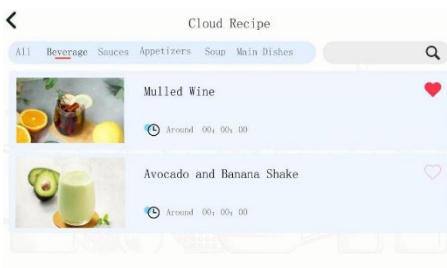 Cloud Recipe
All Beverage Sauces Appetizers Soup Main Dishes
Mulled Wine
Around 00: 00: 00
Avocado and Banana Shake
Around 00: 00: 00